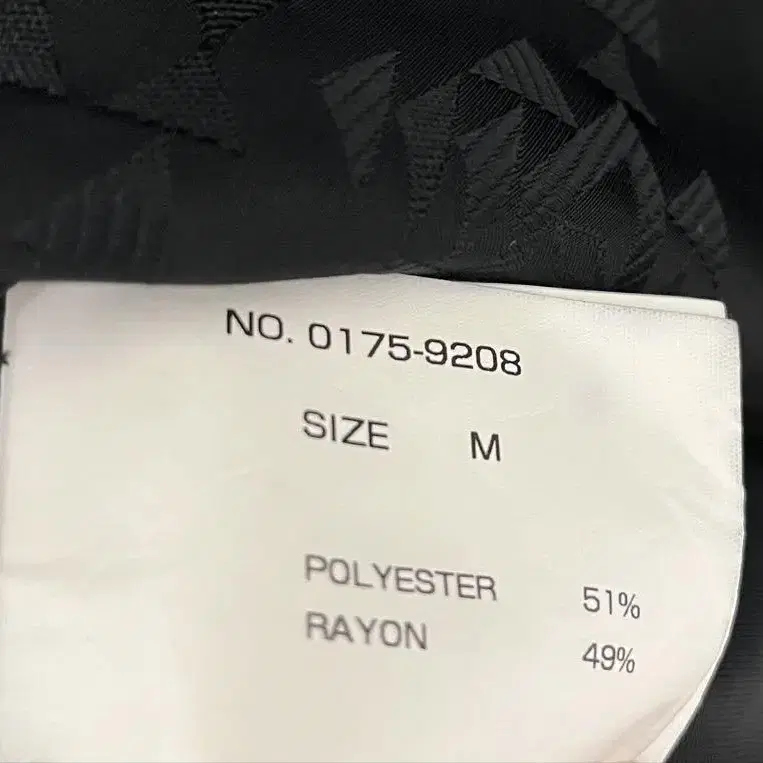 NO. 0175-9208
SIZE M
POLYESTER 51%
RAYON 49%